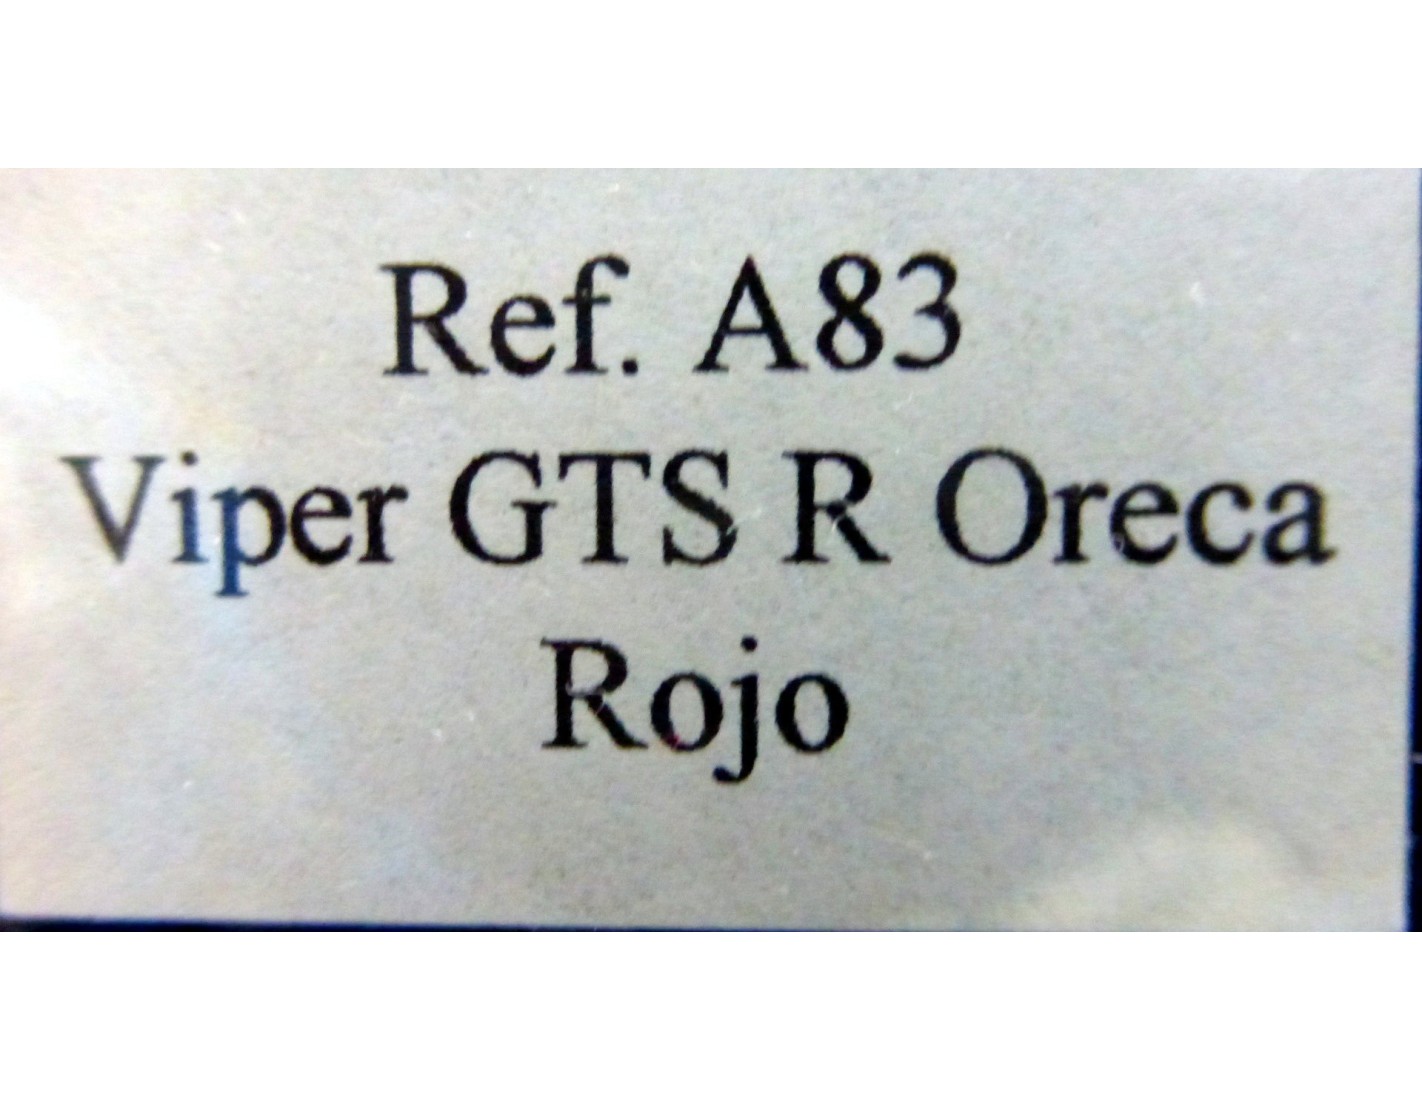 Ref. A83
Viper GTS R Oreca
Rojo